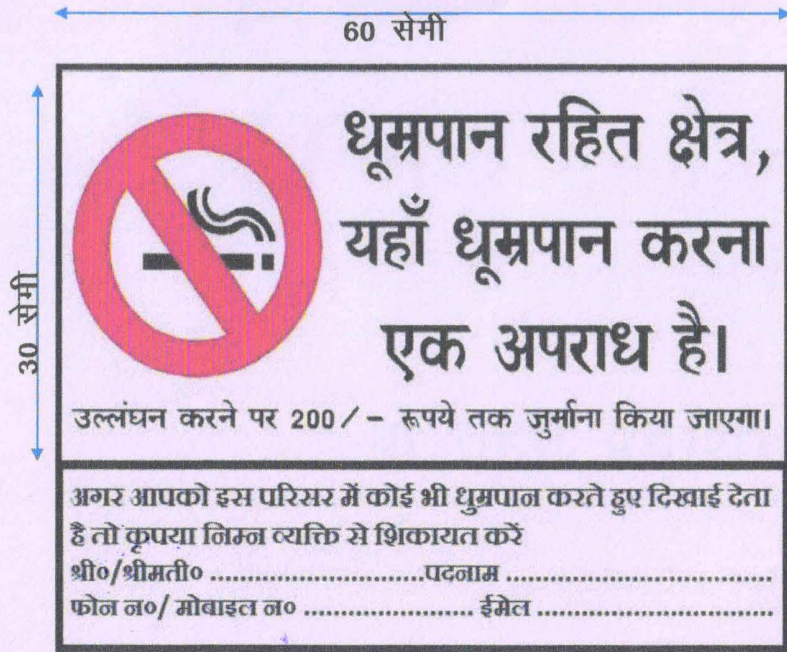 60 सेमी
30 सेमी
धूम्रपान रहित क्षेत्र,
यहाँ धूम्रपान करना
एक अपराध है।
उल्लंघन करने पर 200/- रूपये तक जुर्माना किया जाएगा।
अगर आपको इस परिसर में कोई भी धुम्रपान करते हुए दिखाई देता
है तो कृपया निम्न व्यक्ति से शिकायत करें
श्री०/श्रीमती० ..............................पदनाम ......................................
फोन न०/ मोबाइल न० ........................ ईमेल ..................................